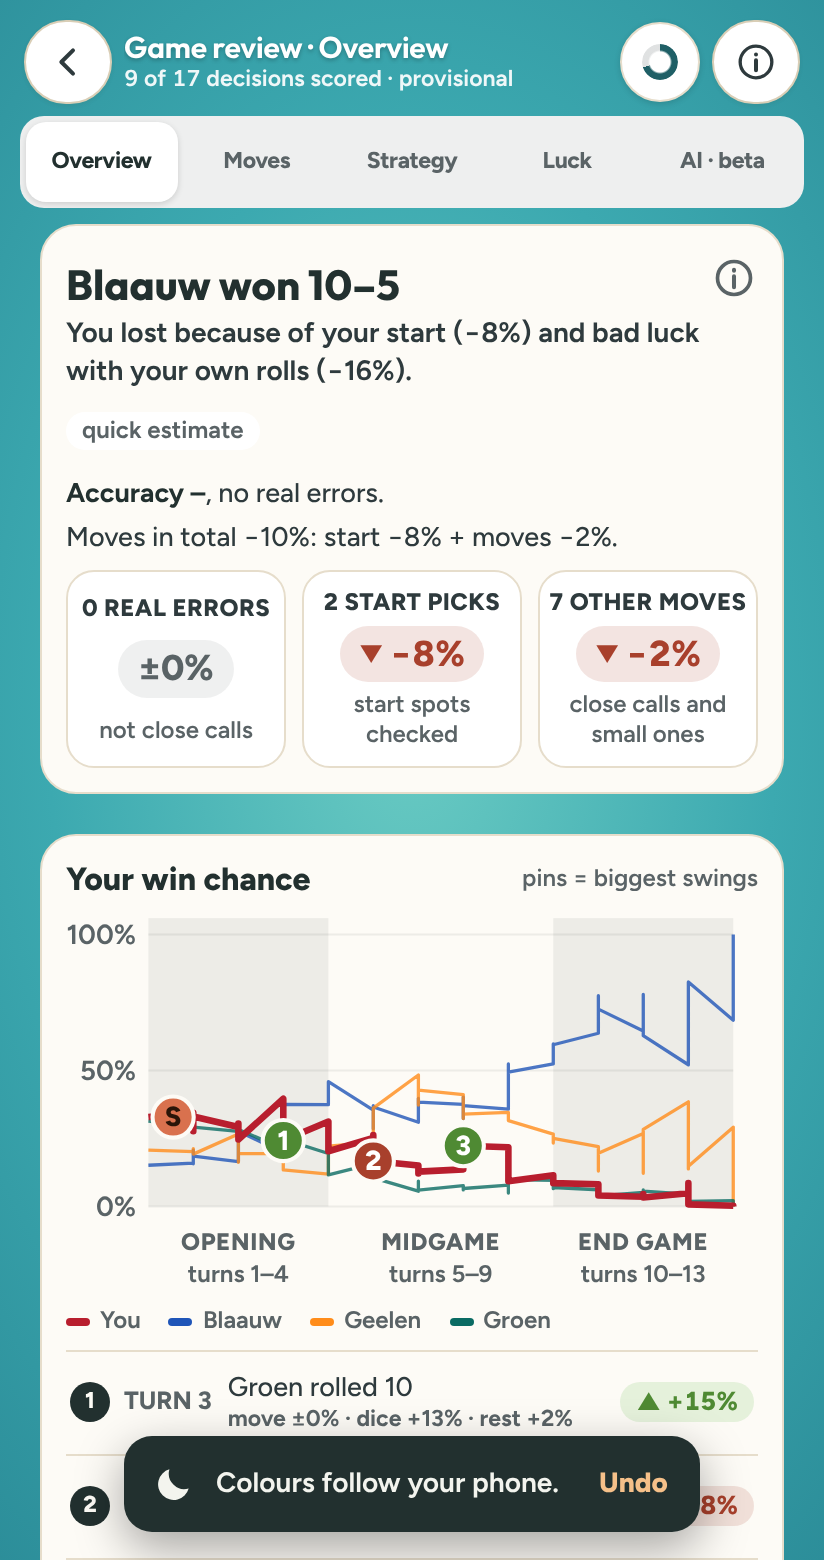 Game review · Overview
9 of 17 decisions scored · provisional
Overview
Moves
Strategy
Luck
AI · beta
Blaauw won 10–5
You lost because of your start (−8%) and bad luck
with your own rolls (−16%).
quick estimate
Accuracy –, no real errors.
Moves in total −10%: start −8% + moves −2%.
0 REAL ERRORS
±0%
not close calls
2 START PICKS
▼ −8%
start spots
checked
7 OTHER MOVES
▼ −2%
close calls and
small ones
Your win chance
pins = biggest swings
100%
50%
0%
S
1
2
3
OPENING
turns 1–4
MIDGAME
turns 5–9
END GAME
turns 10–13
You
Blaauw
Geelen
Groen
1
TURN 3
Groen rolled 10
move ±0% · dice +13% · rest +2%
▲ +15%
2
8%
Colours follow your phone.
Undo